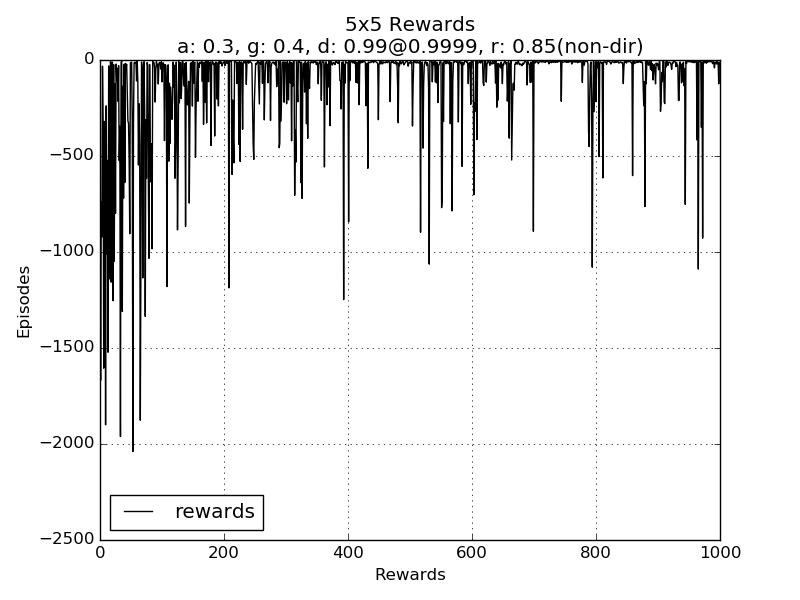 5x5 Rewards
a: 0.3, g: 0.4, d: 0.99@0.9999, r: 0.85(non-dir)
0
−500
−1000
−1500
−2000
−2500
Episodes
rewards
0 200 400 600 800 1000
Rewards